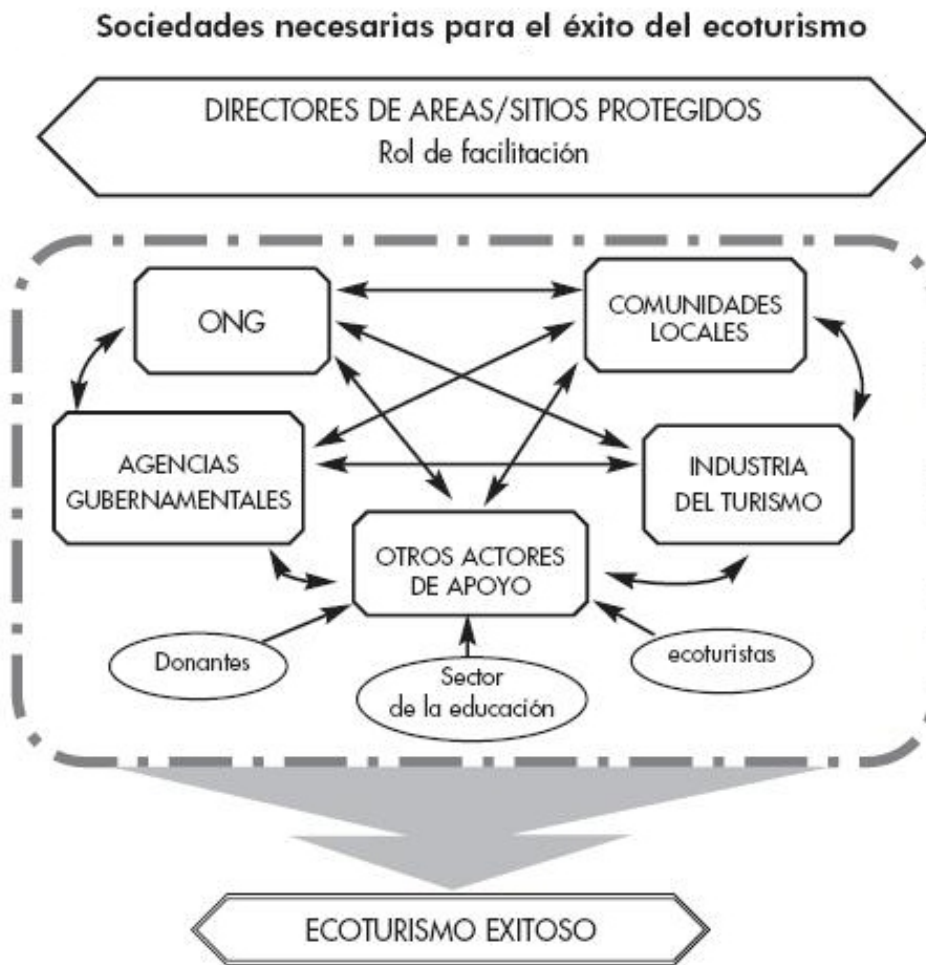 Sociedades necesarias para el éxito del ecoturismo
DIRECTORES DE AREAS/SITIOS PROTEGIDOS
Rol de facilitación
ONG
COMUNIDADES
LOCALES
AGENCIAS
GUBERNAMENTALES
INDUSTRIA
DEL TURISMO
OTROS ACTORES
DE APOYO
Donantes
Sector
de la educación
ecoturistas
ECOTURISMO EXITOSO